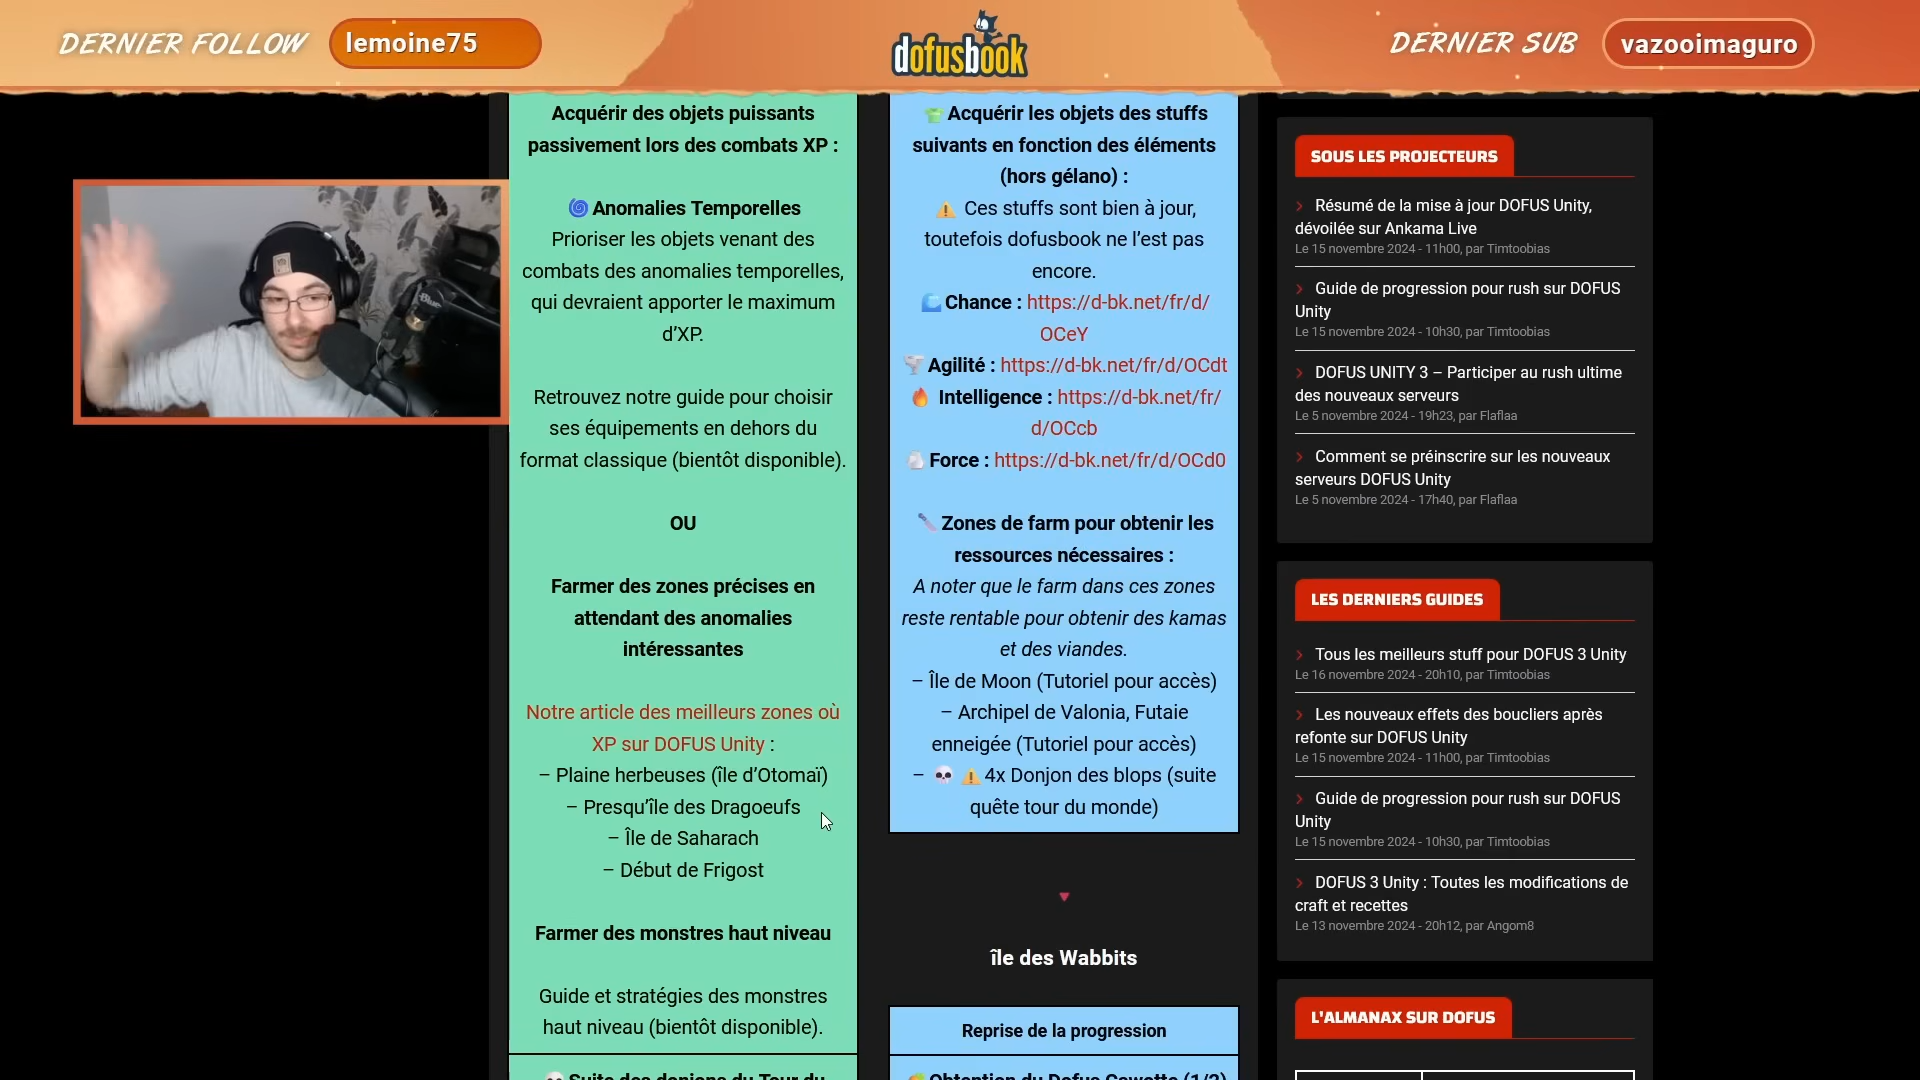 DERNIER FOLLOW
lemoine75
dofusbook
DERNIER SUB
vazooimaguro
Acquérir des objets puissants
passivement lors des combats XP :
Anomalies Temporelles
Prioriser les objets venant des
combats des anomalies temporelles,
qui devraient apporter le maximum
d’XP.
Retrouvez notre guide pour choisir
ses équipements en dehors du
format classique (bientôt disponible).
OU
Farmer des zones précises en
attendant des anomalies
intéressantes
Notre article des meilleurs zones où
XP sur DOFUS Unity :
– Plaine herbeuses (île d’Otomaï)
– Presqu’île des Dragoeufs
– Île de Saharach
– Début de Frigost
Farmer des monstres haut niveau
Guide et stratégies des monstres
haut niveau (bientôt disponible).
Suite des donjons du Tour du
Acquérir les objets des stuffs
suivants en fonction des éléments
(hors gélano) :
Ces stuffs sont bien à jour,
toutefois dofusbook ne l’est pas
encore.
Chance : https://d-bk.net/fr/d/
OCeY
Agilité : https://d-bk.net/fr/d/OCdt
Intelligence : https://d-bk.net/fr/
d/OCcb
Force : https://d-bk.net/fr/d/OCd0
Zones de farm pour obtenir les
ressources nécessaires :
A noter que le farm dans ces zones
reste rentable pour obtenir des kamas
et des viandes.
– Île de Moon (Tutoriel pour accès)
– Archipel de Valonia, Futaie
enneigée (Tutoriel pour accès)
– 4x Donjon des blops (suite
quête tour du monde)
île des Wabbits
Reprise de la progression
Obtention du Dofus Cawotte (1/2)
SOUS LES PROJECTEURS
Résumé de la mise à jour DOFUS Unity,
dévoilée sur Ankama Live
Le 15 novembre 2024 - 11h00, par Timtoobias
Guide de progression pour rush sur DOFUS
Unity
Le 15 novembre 2024 - 10h30, par Timtoobias
DOFUS UNITY 3 – Participer au rush ultime
des nouveaux serveurs
Le 5 novembre 2024 - 19h23, par Flaflaa
Comment se préinscrire sur les nouveaux
serveurs DOFUS Unity
Le 5 novembre 2024 - 17h40, par Flaflaa
LES DERNIERS GUIDES
Tous les meilleurs stuff pour DOFUS 3 Unity
Le 16 novembre 2024 - 20h10, par Timtoobias
Les nouveaux effets des boucliers après
refonte sur DOFUS Unity
Le 15 novembre 2024 - 11h00, par Timtoobias
Guide de progression pour rush sur DOFUS
Unity
Le 15 novembre 2024 - 10h30, par Timtoobias
DOFUS 3 Unity : Toutes les modifications de
craft et recettes
Le 13 novembre 2024 - 20h12, par Angom8
L'ALMANAX SUR DOFUS
Blue